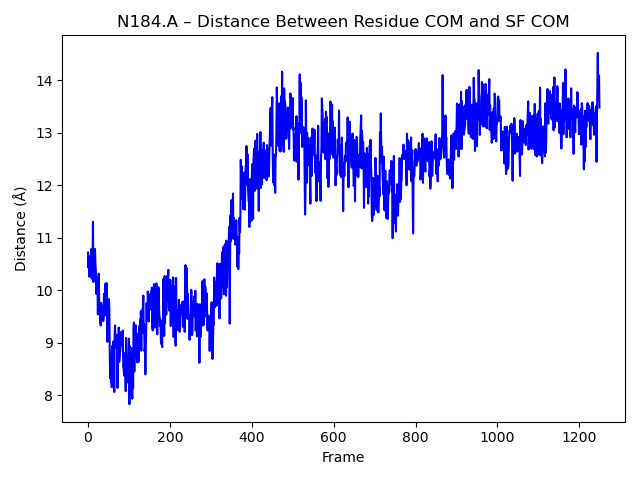 N184.A – Distance Between Residue COM and SF COM
Distance (Å)
14
13
12
11
10
9
8
0 200 400 600 800 1000 1200
Frame